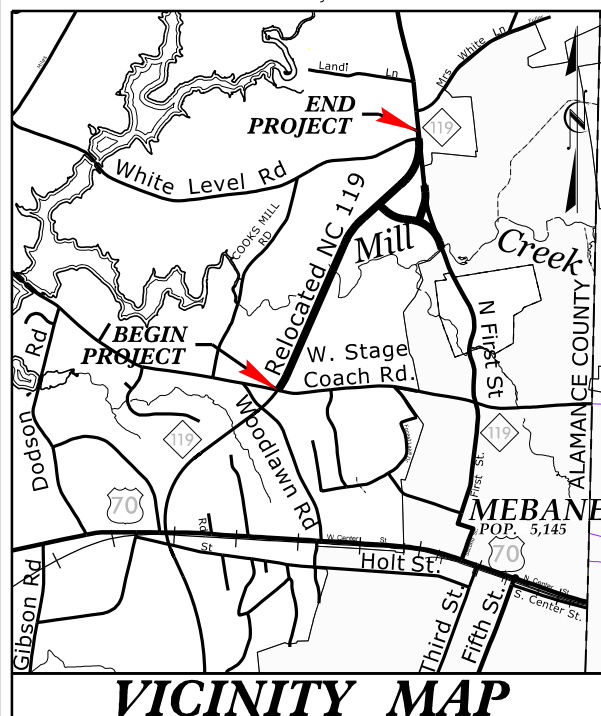 Landi Ln
Mrs White Ln
END
PROJECT
119
White Level Rd
COOKS MILL
RD
Relocated NC 119
Mill Creek
BEGIN
PROJECT
W. Stage
Coach Rd.
N First St
ALAMANCE COUNTY
Dodson Rd
119
Woodlawn Rd
119
First St.
MEBANE
POP. 5,145
70
70
Rd
St
W. Center St
Holt St.
N. Center St
S. Center St.
Gibson Rd
Third St.
Fifth St.
VICINITY MAP